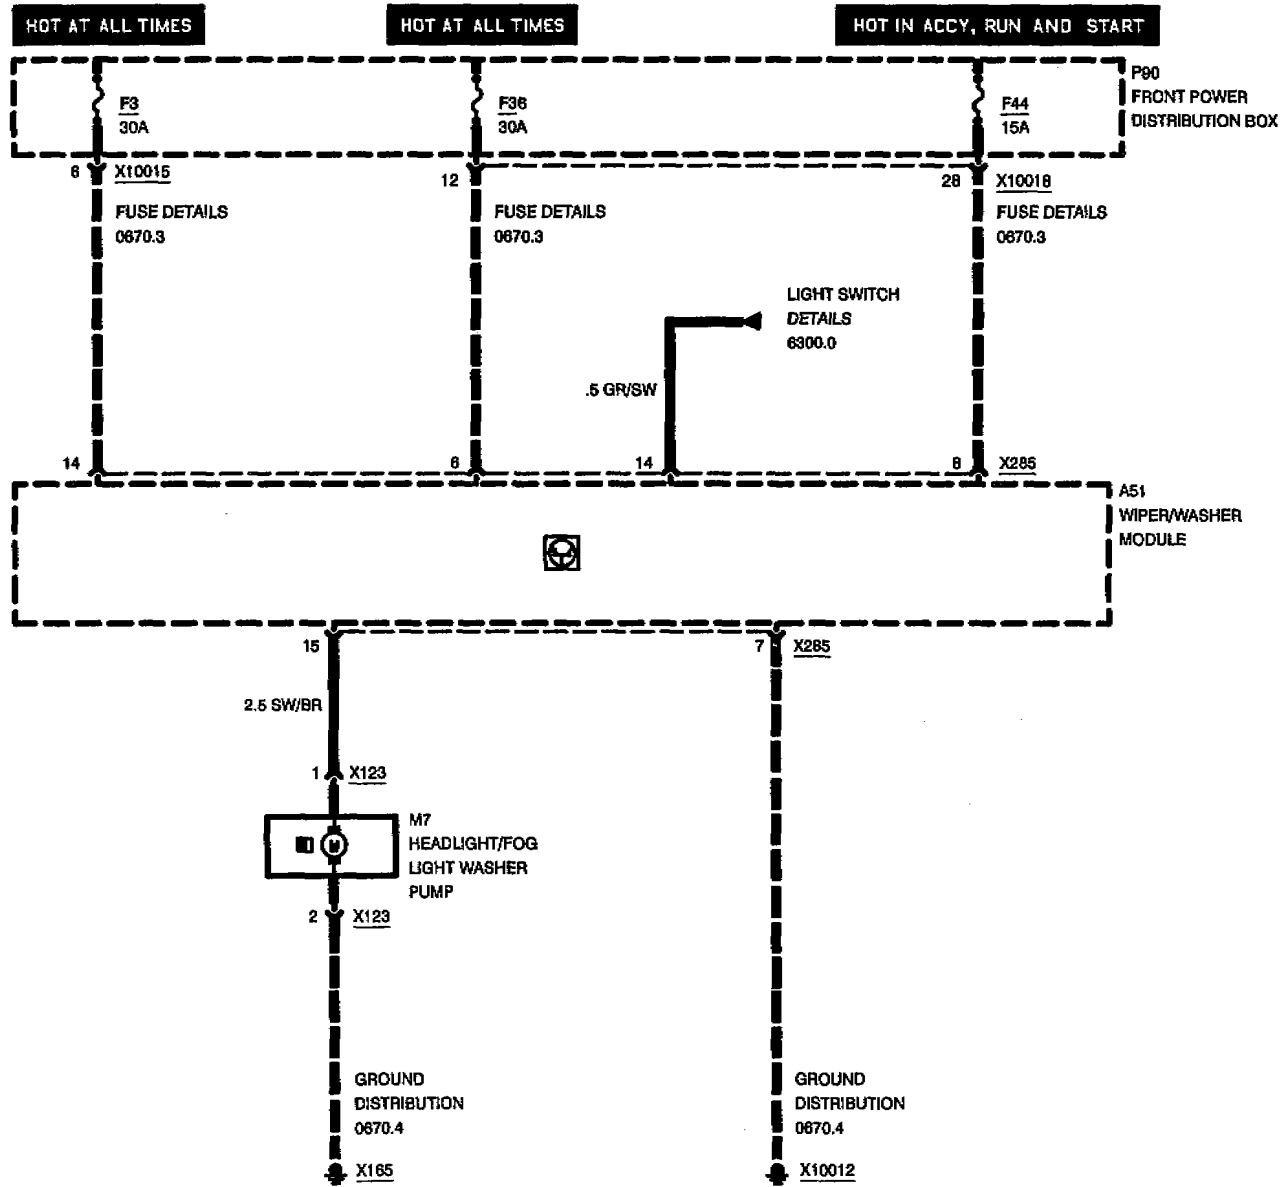 HOT AT ALL TIMES
HOT AT ALL TIMES
HOT IN ACCY, RUN AND START
F3
30A
F36
30A
F44
15A
P90
FRONT POWER
DISTRIBUTION BOX
6
X10015
12
28
X10018
FUSE DETAILS
0670.3
FUSE DETAILS
0670.3
FUSE DETAILS
0670.3
LIGHT SWITCH
DETAILS
6300.0
.5 GR/SW
14
6
14
8
X285
A51
WIPER/WASHER
MODULE
15
7
X285
2.5 SW/BR
1
X123
M7
HEADLIGHT/FOG
LIGHT WASHER
PUMP
M
2
X123
GROUND
DISTRIBUTION
0670.4
GROUND
DISTRIBUTION
0670.4
X165
X10012